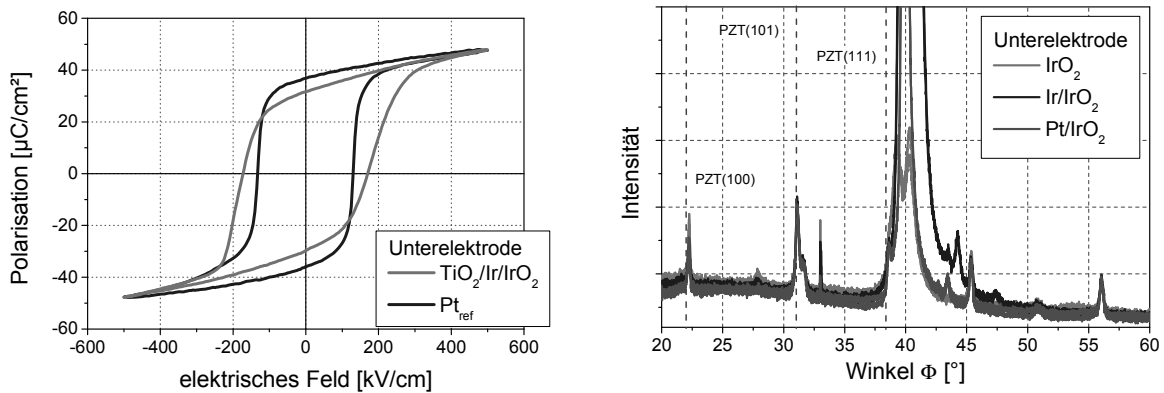 Polarisation [µC/cm²]
60
40
20
0
-20
-40
-60
-600 -400 -200 0 200 400 600
elektrisches Feld [kV/cm]
Unterelektrode
TiO₂/Ir/IrO₂
Pt_ref
Intensität
PZT(101)
PZT(111)
PZT(100)
Unterelektrode
IrO₂
Ir/IrO₂
Pt/IrO₂
20 25 30 35 40 45 50 55 60
Winkel Φ [°]